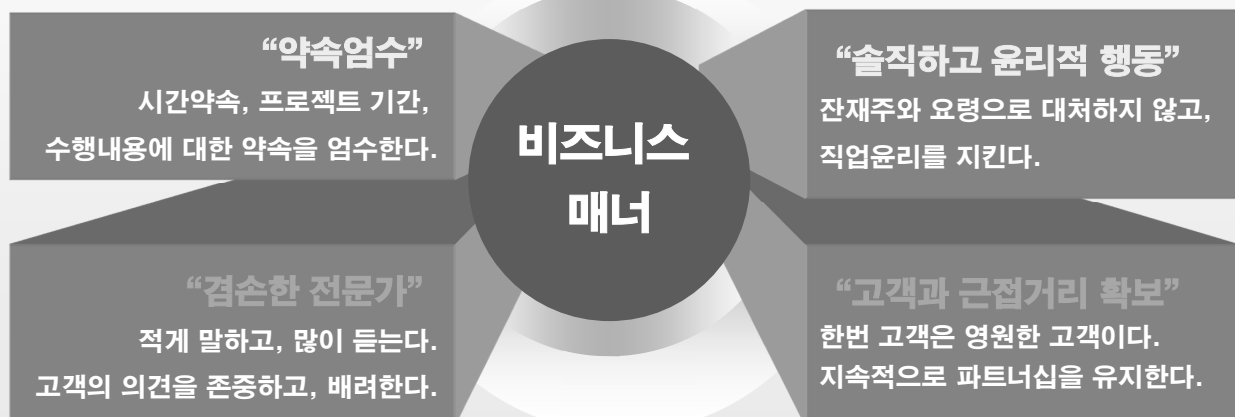 “약속엄수”
시간약속, 프로젝트 기간,
수행내용에 대한 약속을 엄수한다.
“솔직하고 윤리적 행동”
잔재주와 요령으로 대처하지 않고,
직업윤리를 지킨다.
비즈니스
매너
“겸손한 전문가”
적게 말하고, 많이 듣는다.
고객의 의견을 존중하고, 배려한다.
“고객과 근접거리 확보”
한번 고객은 영원한 고객이다.
지속적으로 파트너십을 유지한다.